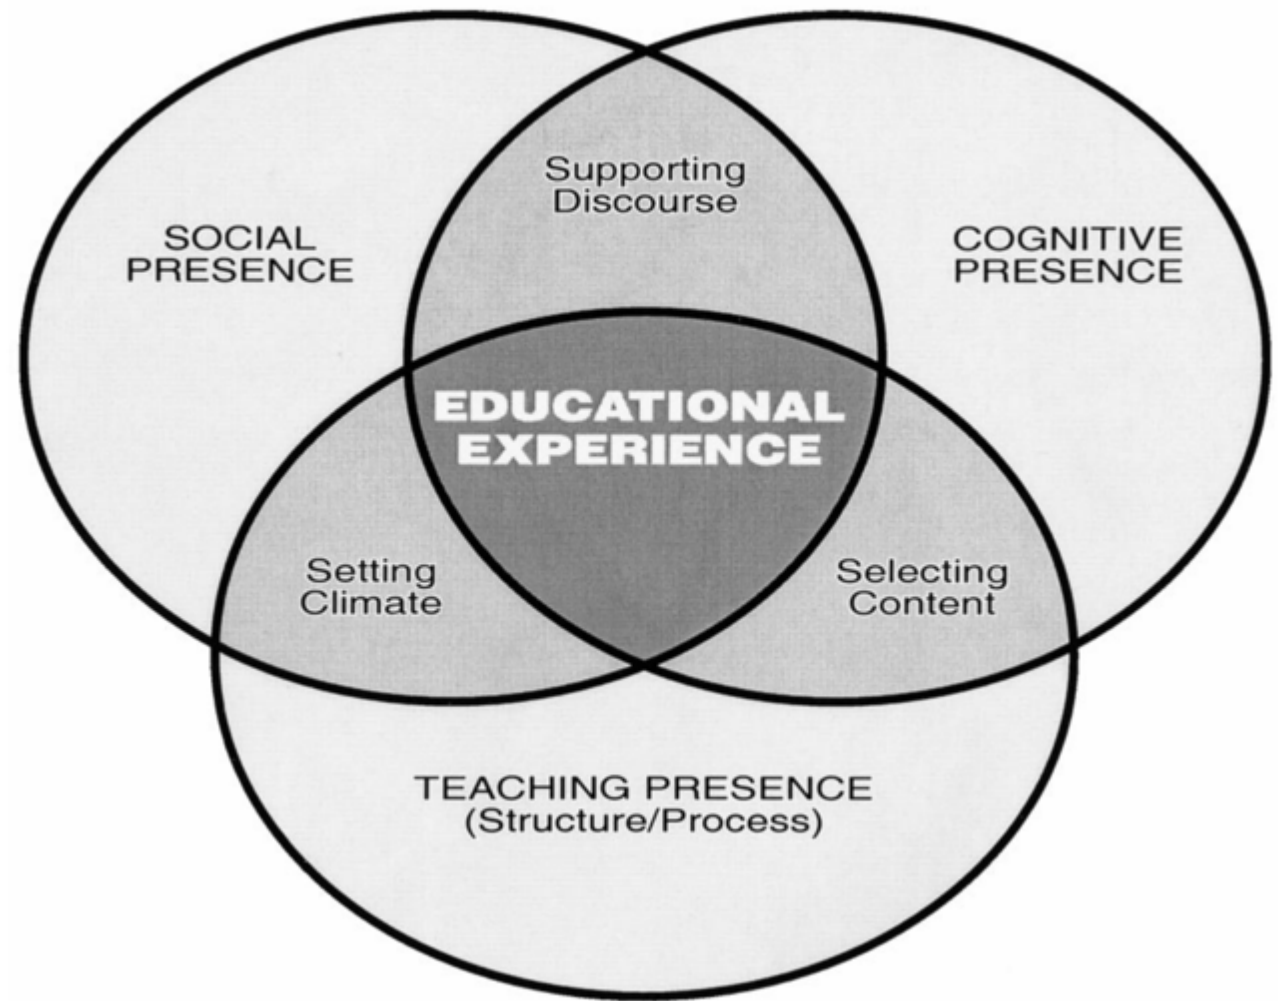 Supporting
Discourse
SOCIAL
PRESENCE
COGNITIVE
PRESENCE
EDUCATIONAL
EXPERIENCE
Setting
Climate
Selecting
Content
TEACHING PRESENCE
(Structure/Process)